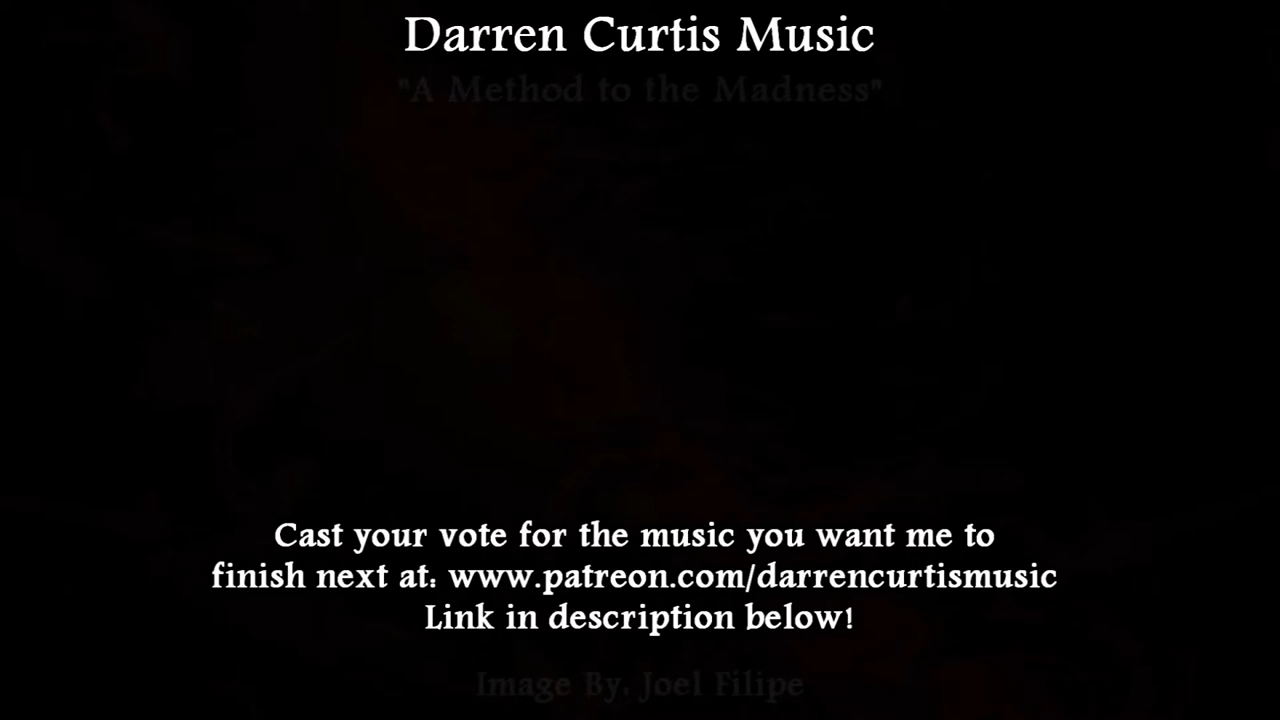 Darren Curtis Music
"A Method to the Madness"
Cast your vote for the music you want me to
finish next at: www.patreon.com/darrencurtismusic
Link in description below!
Image By. Joel Filipe